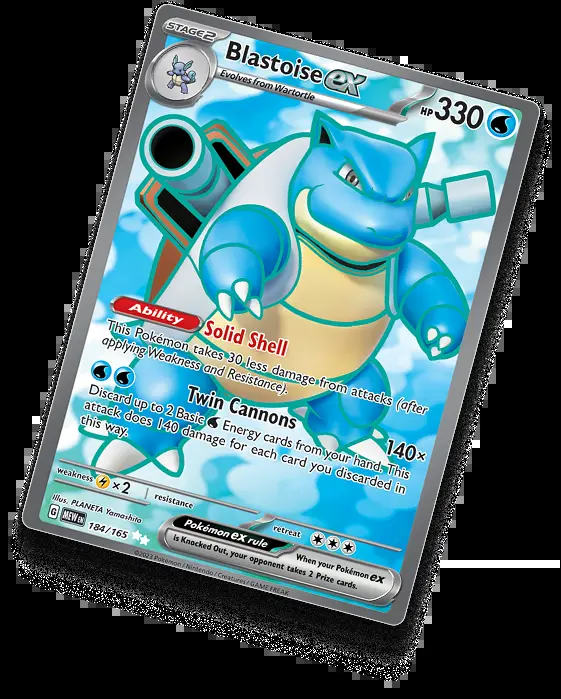 STAGE 2
Blastoise ex
Evolves from Wartortle
HP 330
Ability Solid Shell
This Pokémon takes 30 less damage from attacks (after
applying Weakness and Resistance).
Twin Cannons 140×
Discard up to 2 Basic Energy cards from your hand. This
attack does 140 damage for each card you discarded in
this way.
weakness ×2 resistance retreat
Illus. PLANETA Yamashita
G MEW EN 184/165
Pokémon ex rule When your Pokémon ex
is Knocked Out, your opponent takes 2 Prize cards.
©2023 Pokémon / Nintendo / Creatures / GAME FREAK